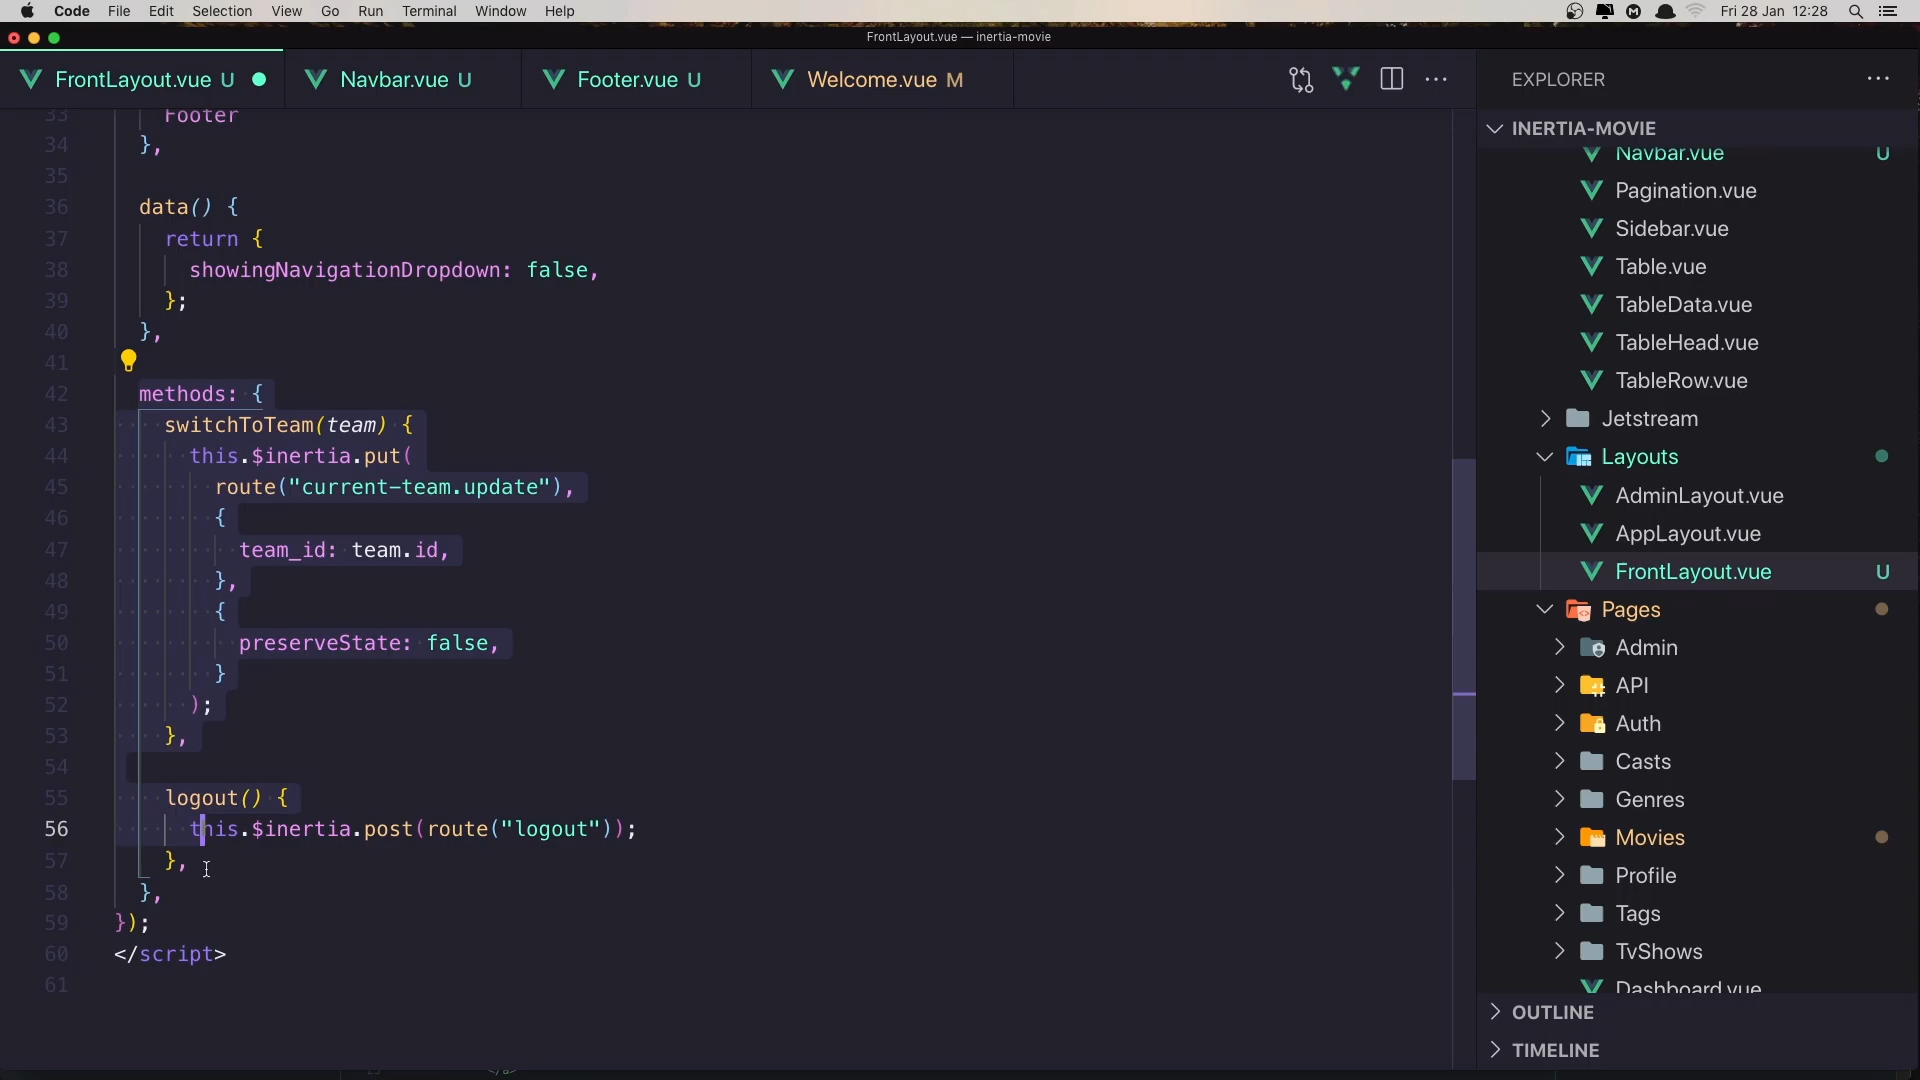 Code File Edit Selection View Go Run Terminal Window Help Fri 28 Jan 12:28
FrontLayout.vue — inertia-movie
FrontLayout.vue U Navbar.vue U Footer.vue U Welcome.vue M
33 Footer
34 },
35
36 data() {
37 return {
38 showingNavigationDropdown: false,
39 };
40 },
41
42 methods: {
43 switchToTeam(team) {
44 this.$inertia.put(
45 route("current-team.update"),
46 {
47 team_id: team.id,
48 },
49 {
50 preserveState: false,
51 }
52 );
53 },
54
55 logout() {
56 this.$inertia.post(route("logout"));
57 },
58 },
59 });
60 </script>
61
EXPLORER
INERTIA-MOVIE
Navbar.vue U
Pagination.vue
Sidebar.vue
Table.vue
TableData.vue
TableHead.vue
TableRow.vue
Jetstream
Layouts
AdminLayout.vue
AppLayout.vue
FrontLayout.vue U
Pages
Admin
API
Auth
Casts
Genres
Movies
Profile
Tags
TvShows
Dashboard.vue
OUTLINE
TIMELINE